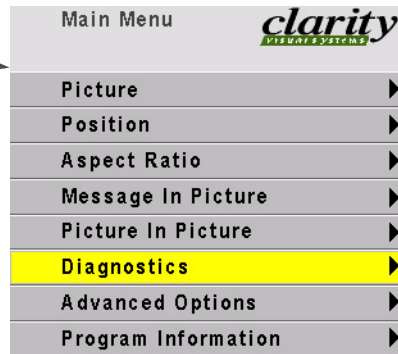 Main Menu
clarity
VISUAL SYSTEMS
Picture
Position
Aspect Ratio
Message In Picture
Picture In Picture
Diagnostics
Advanced Options
Program Information